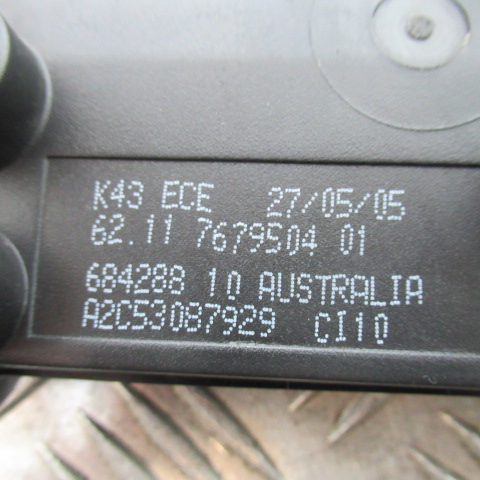 K43 ECE 27/05/05
62.11 7679504 01
684288 10 AUSTRALIA
A2C53087929 CI10